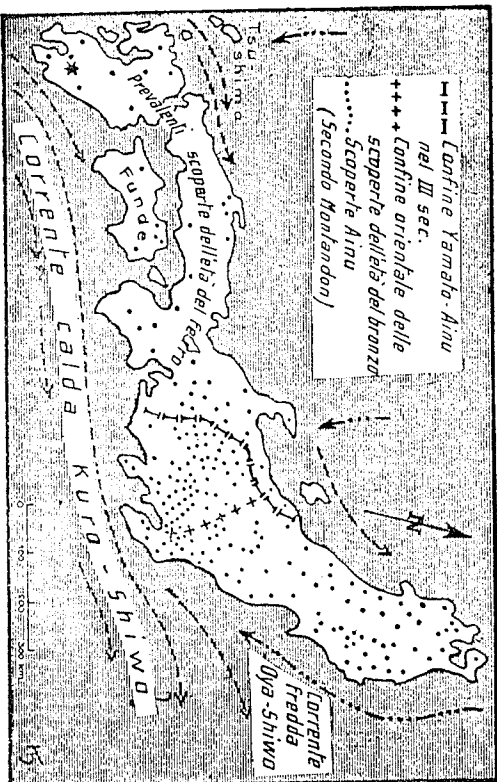 I-I-I Confine Yamato-Ainu
nel III sec.
++++ Confine orientale delle
scoperte dell'età del bronzo
...... Scoperte Ainu
(Secondo Montandon)
Tsu
shima
Prevalenti
scoperte dell'età del ferro
Funde
N
Corrente calda Kuro-Shiwo
Corrente
fredda
Oya-Shiwo
0 100 200 300 km